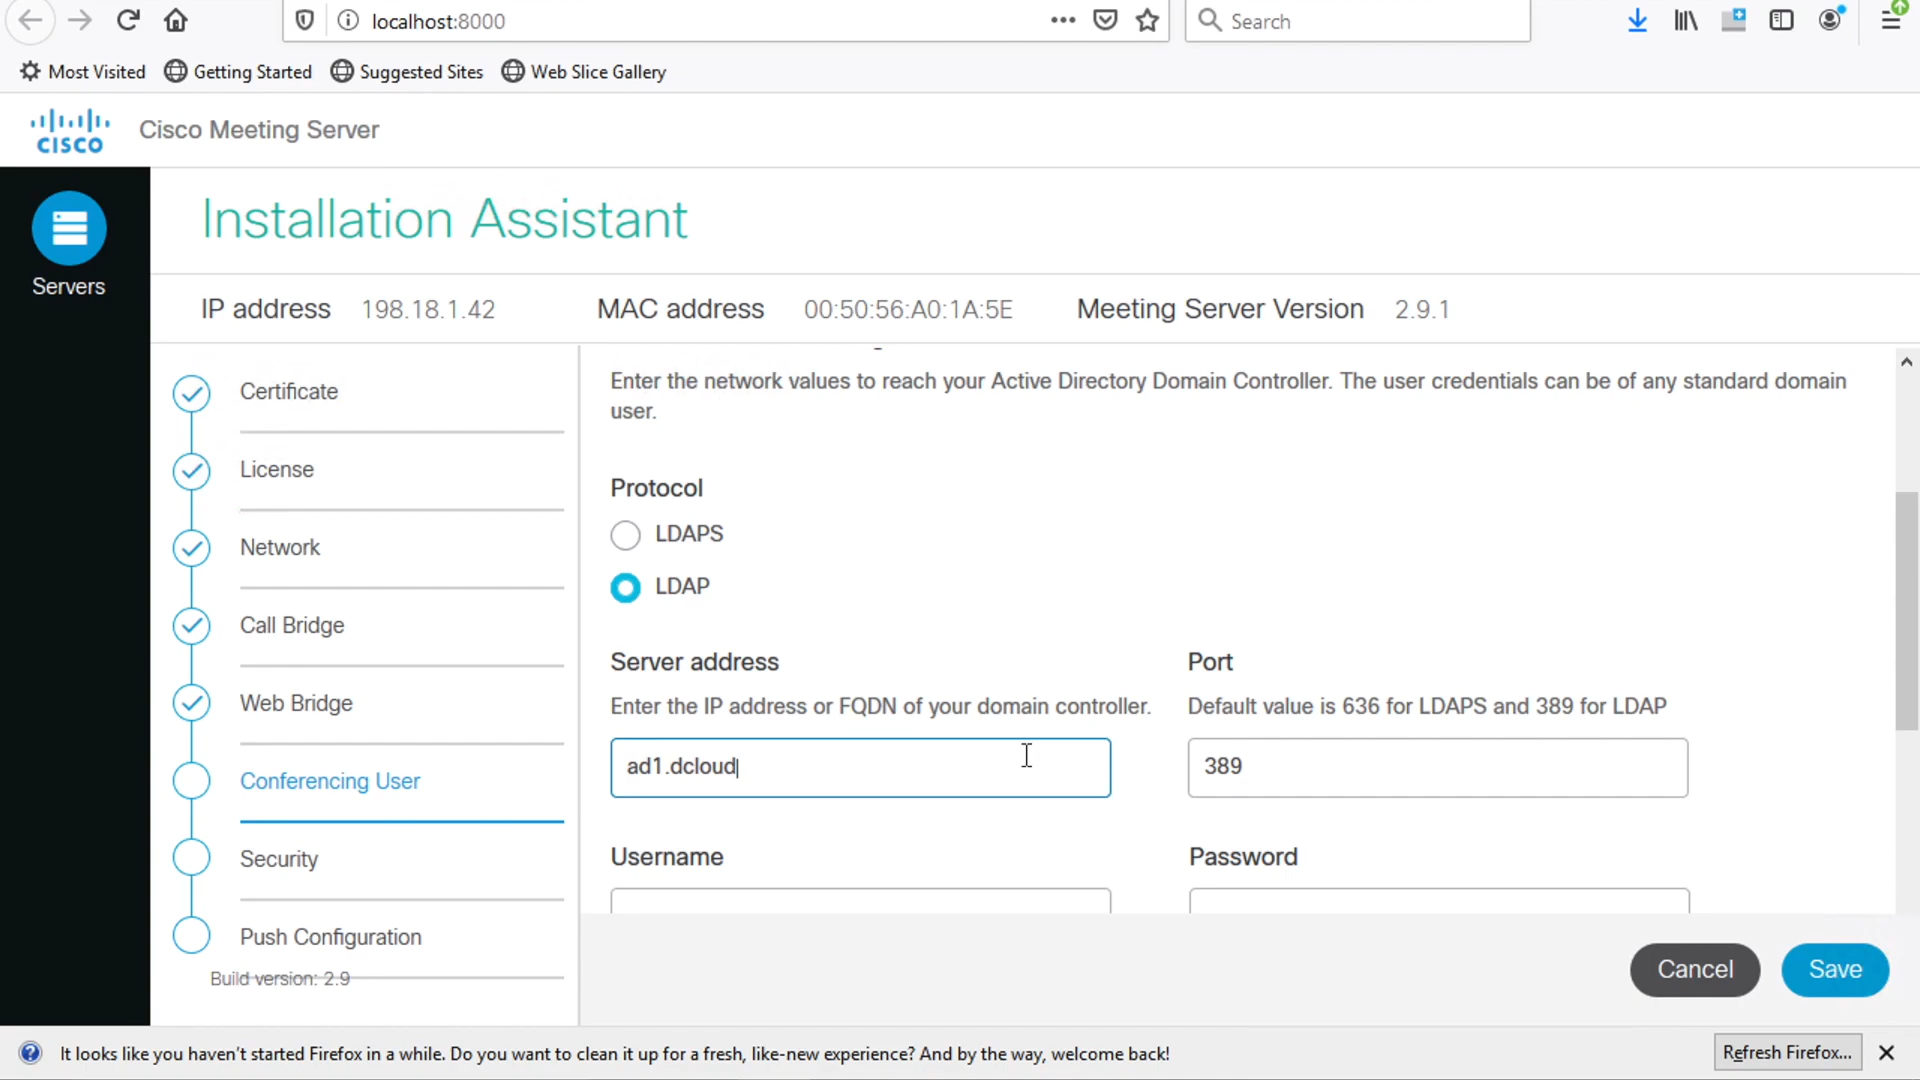 localhost:8000
Search
Most Visited
Getting Started
Suggested Sites
Web Slice Gallery
CISCO
Cisco Meeting Server
Installation Assistant
Servers
IP address 198.18.1.42
MAC address 00:50:56:A0:1A:5E
Meeting Server Version 2.9.1
Certificate
License
Network
Call Bridge
Web Bridge
Conferencing User
Security
Push Configuration
Build version: 2.9
Enter the network values to reach your Active Directory Domain Controller. The user credentials can be of any standard domain
user.
Protocol
LDAPS
LDAP
Server address
Enter the IP address or FQDN of your domain controller.
ad1.dcloud
Port
Default value is 636 for LDAPS and 389 for LDAP
389
Username
Password
Cancel
Save
It looks like you haven't started Firefox in a while. Do you want to clean it up for a fresh, like-new experience? And by the way, welcome back!
Refresh Firefox...